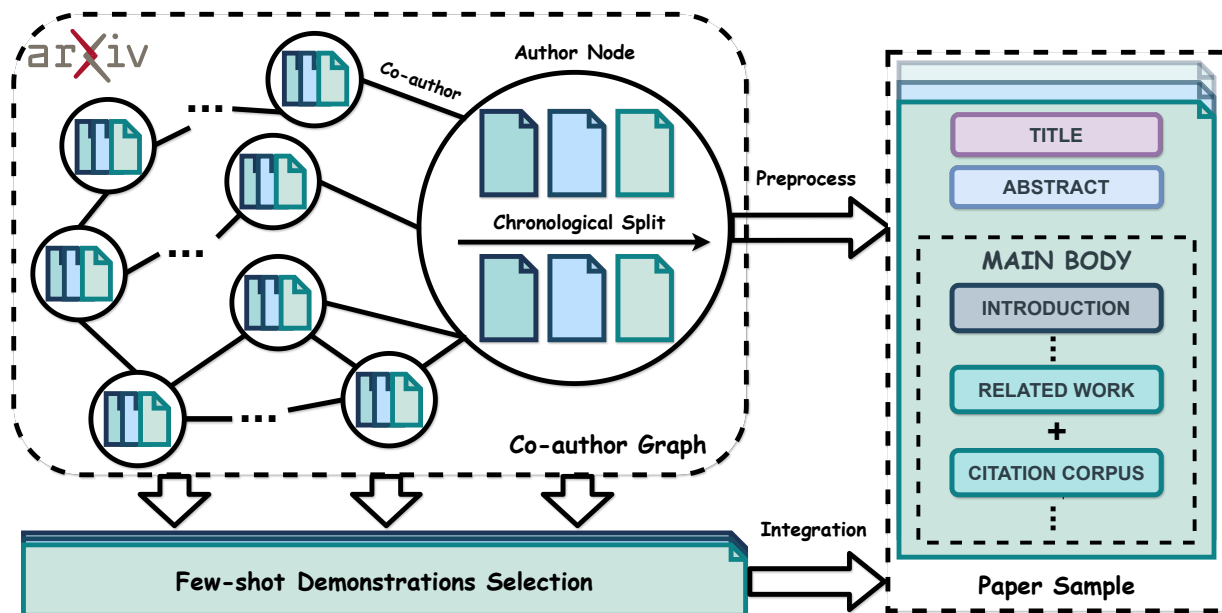 arXiv
Co-author
Author Node
Chronological Split
Co-author Graph
Few-shot Demonstrations Selection
Preprocess
Integration
TITLE
ABSTRACT
MAIN BODY
INTRODUCTION
RELATED WORK
+
CITATION CORPUS
Paper Sample